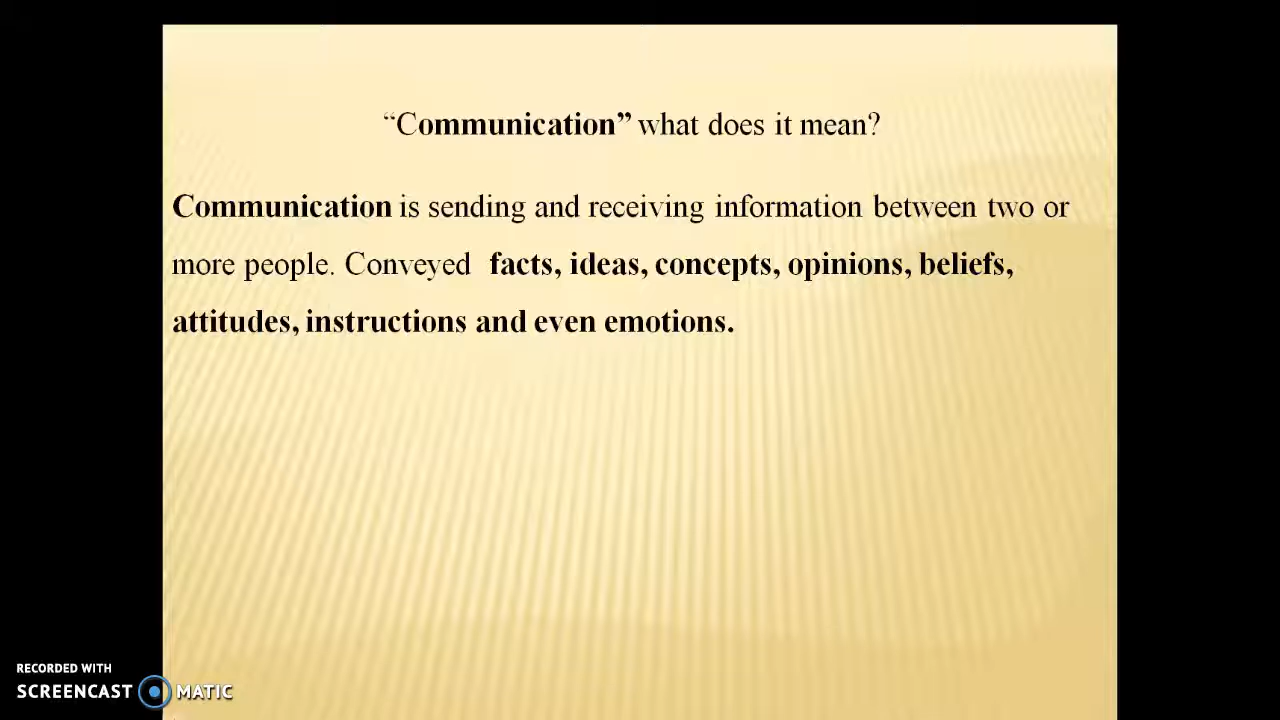 “Communication” what does it mean?
Communication is sending and receiving information between two or
more people. Conveyed facts, ideas, concepts, opinions, beliefs,
attitudes, instructions and even emotions.
RECORDED WITH
SCREENCAST MATIC